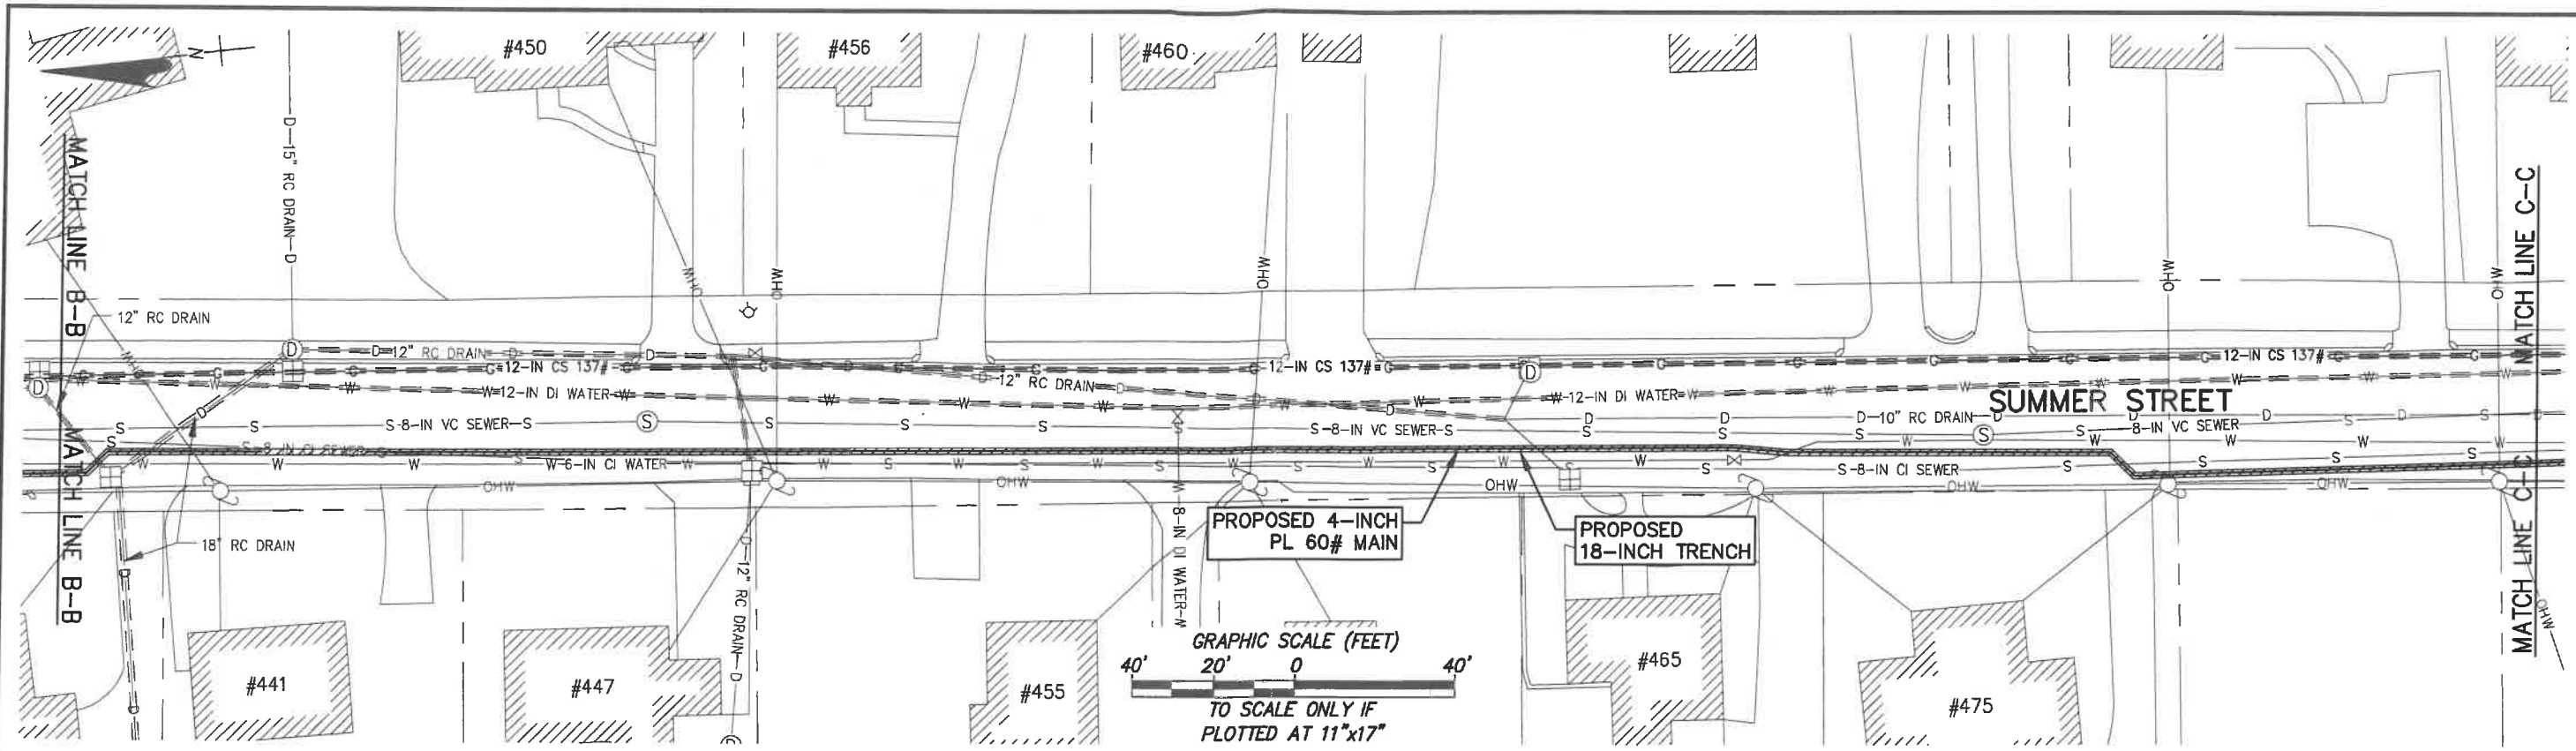 #450
#456
#460
N
MATCH LINE B-B
D-15" RC DRAIN-D
MATCH LINE C-C
OHW
OHW
OHW
OHW
OHW
OHW
12" RC DRAIN
D
D-12" RC DRAIN
12-IN CS 137#
12-IN CS 137#
12-IN CS 137#
D
D
12" RC DRAIN
W-12-IN DI WATER-W
W-12-IN DI WATER-W
SUMMER STREET
D-10" RC DRAIN-D
S-8-IN VC SEWER-S
S
S-8-IN VC SEWER-S
S
8-IN VC SEWER
S-8-IN CI SEWER
W-6-IN CI WATER-W
S-8-IN CI SEWER
OHW
OHW
OHW
OHW
OHW
PROPOSED 4-INCH
PL 60# MAIN
PROPOSED
18-INCH TRENCH
18" RC DRAIN
MATCH LINE B-B
D-12" RC DRAIN-D
W-8-IN DI WATER-W
MATCH LINE C-C
OHW
#441
#447
#455
#465
#475
GRAPHIC SCALE (FEET)
40' 20' 0 40'
TO SCALE ONLY IF
PLOTTED AT 11"x17"